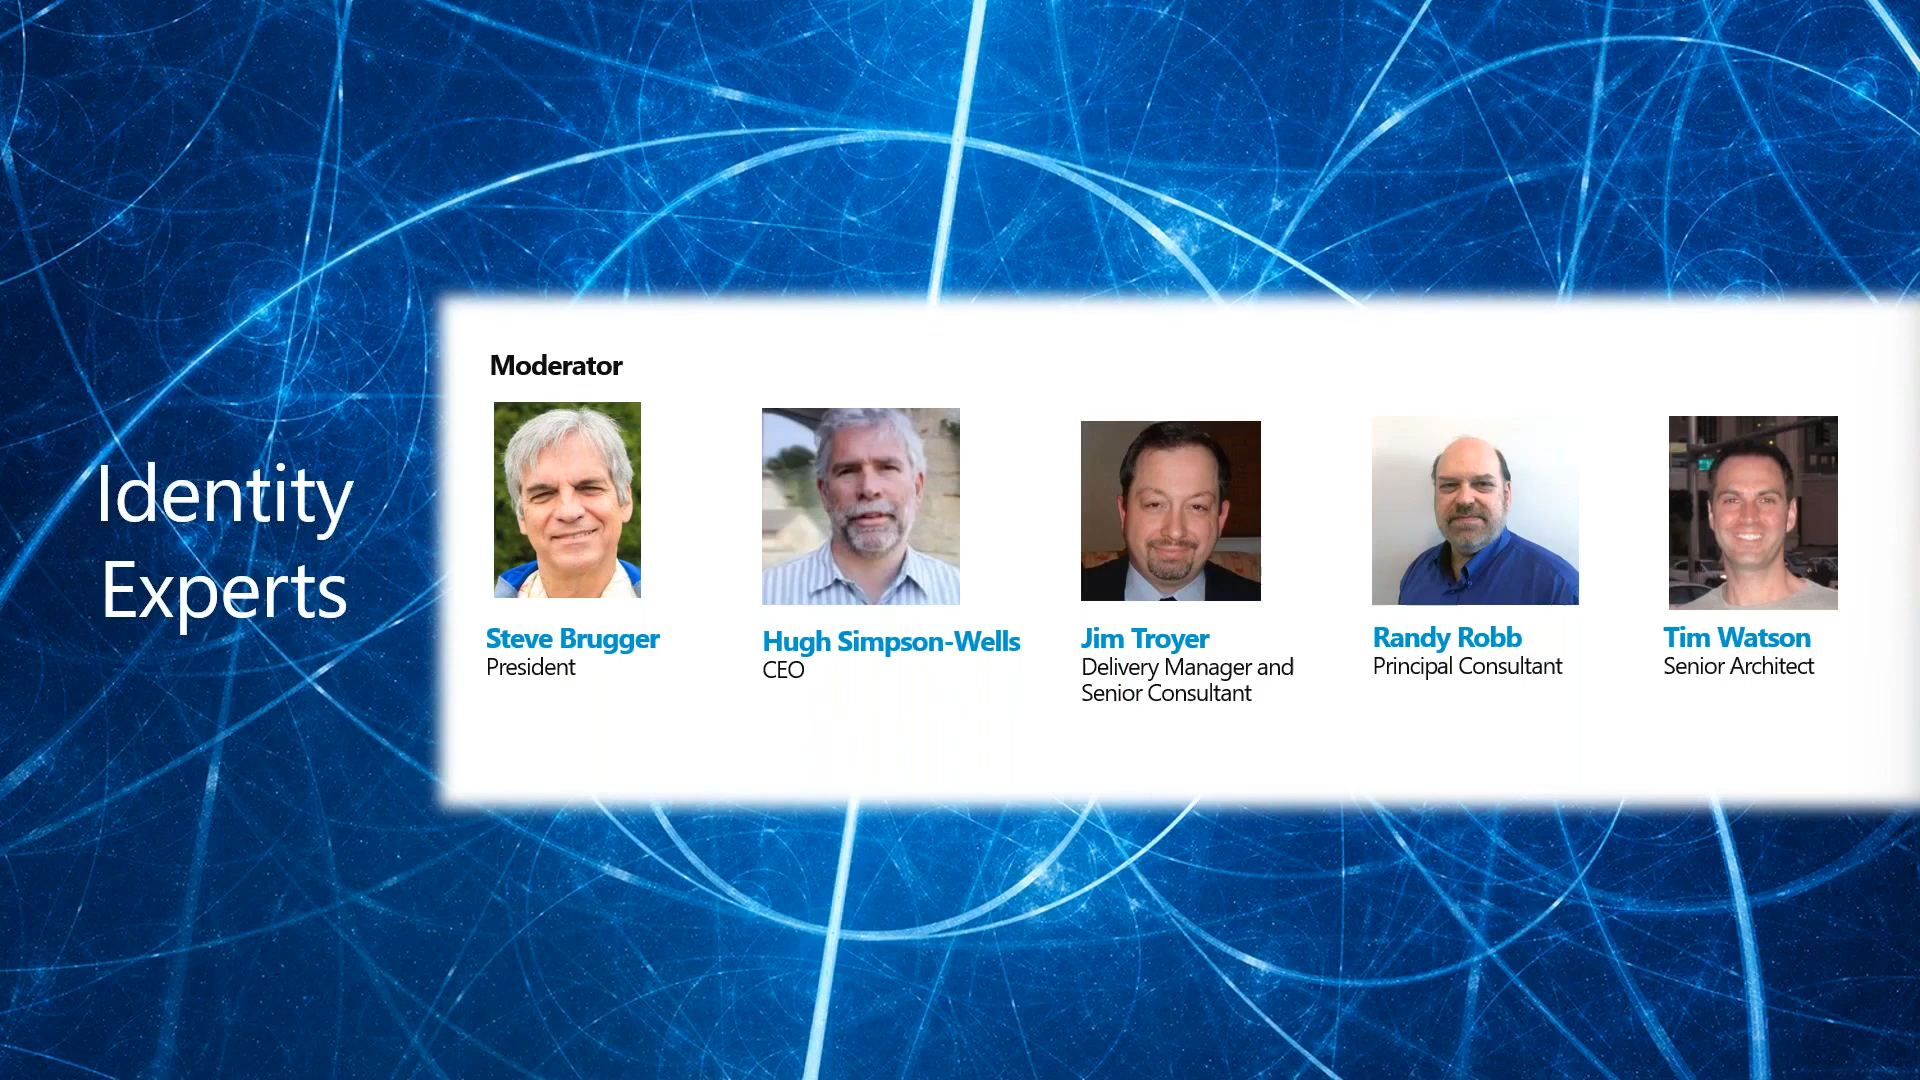 Identity
Experts
Moderator
Steve Brugger
President
Hugh Simpson-Wells
CEO
Jim Troyer
Delivery Manager and
Senior Consultant
Randy Robb
Principal Consultant
Tim Watson
Senior Architect